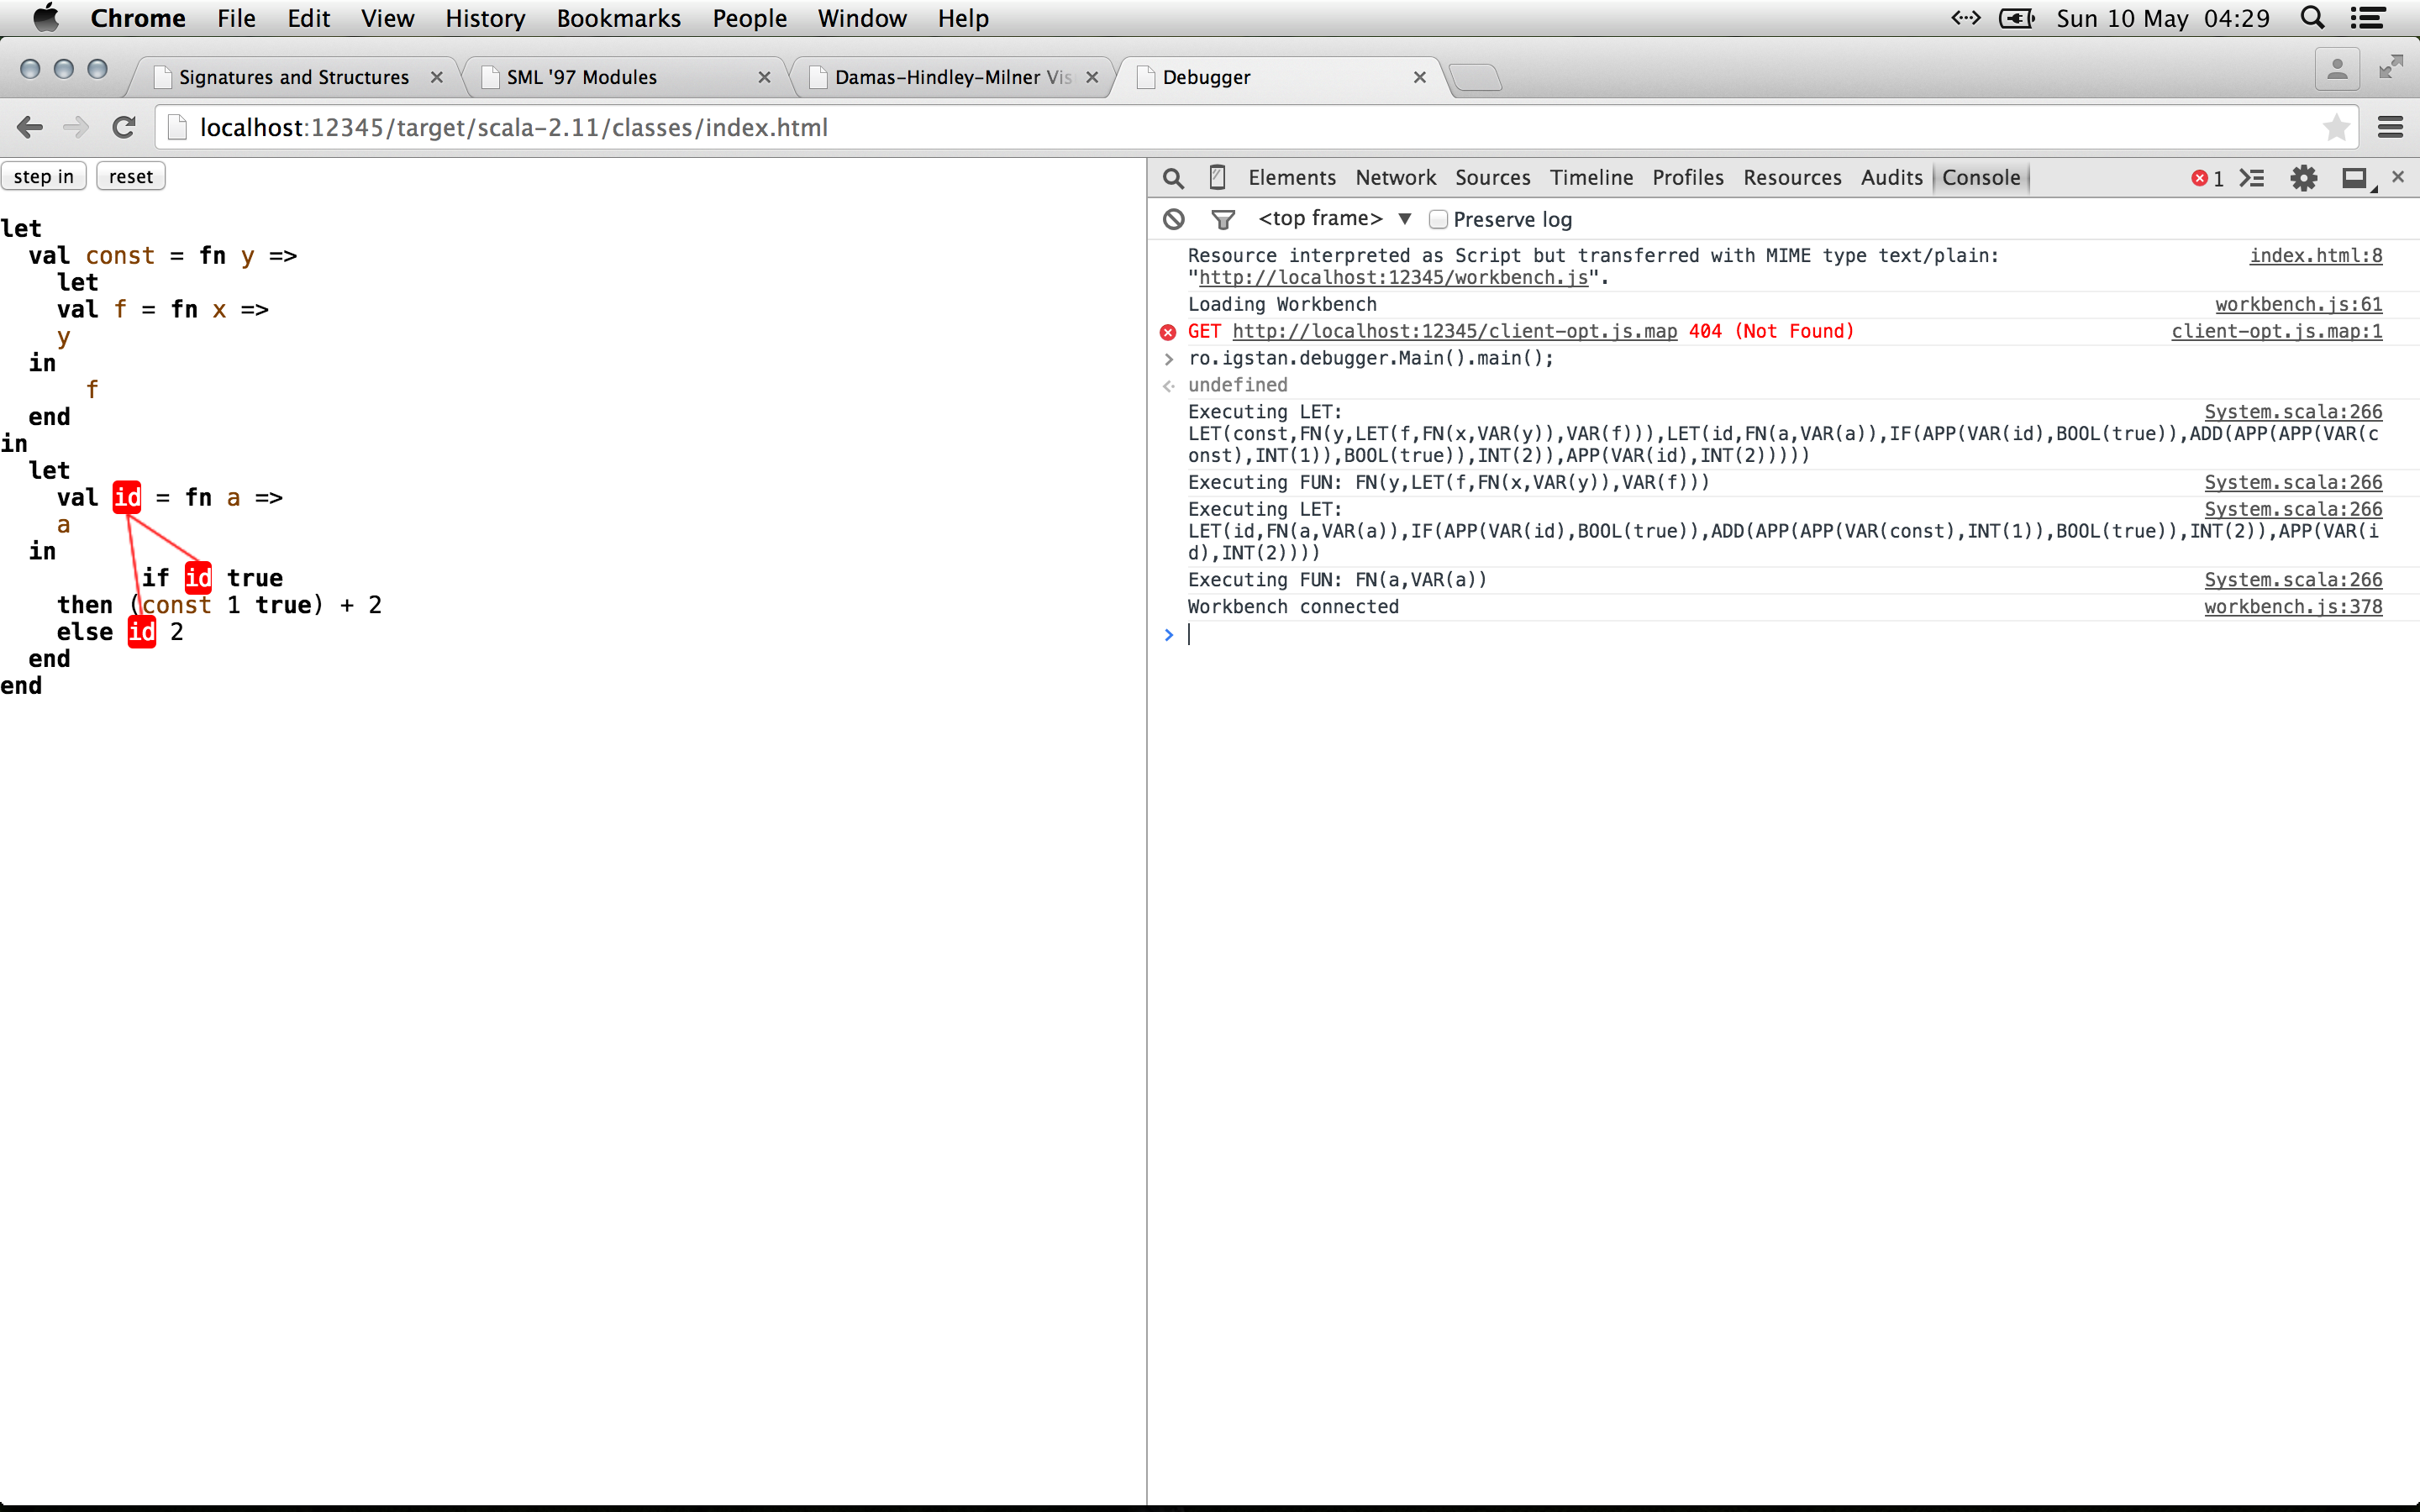 Chrome File Edit View History Bookmarks People Window Help Sun 10 May 04:29
Signatures and Structures SML '97 Modules Damas-Hindley-Milner Vis Debugger
localhost:12345/target/scala-2.11/classes/index.html
step in reset
let
  val const = fn y =>
    let
    val f = fn x =>
    y
  in
      f
  end
in
  let
    val id = fn a =>
    a
  in
          if id true
    then (const 1 true) + 2
    else id 2
  end
end
Elements Network Sources Timeline Profiles Resources Audits Console 1
<top frame> ▼ Preserve log
Resource interpreted as Script but transferred with MIME type text/plain: index.html:8
"http://localhost:12345/workbench.js".
Loading Workbench workbench.js:61
GET http://localhost:12345/client-opt.js.map 404 (Not Found) client-opt.js.map:1
> ro.igstan.debugger.Main().main();
undefined
Executing LET: System.scala:266
LET(const,FN(y,LET(f,FN(x,VAR(y)),VAR(f))),LET(id,FN(a,VAR(a)),IF(APP(VAR(id),BOOL(true)),ADD(APP(APP(VAR(c
onst),INT(1)),BOOL(true)),INT(2)),APP(VAR(id),INT(2)))))
Executing FUN: FN(y,LET(f,FN(x,VAR(y)),VAR(f))) System.scala:266
Executing LET: System.scala:266
LET(id,FN(a,VAR(a)),IF(APP(VAR(id),BOOL(true)),ADD(APP(APP(VAR(const),INT(1)),BOOL(true)),INT(2)),APP(VAR(i
d),INT(2))))
Executing FUN: FN(a,VAR(a)) System.scala:266
Workbench connected workbench.js:378
>